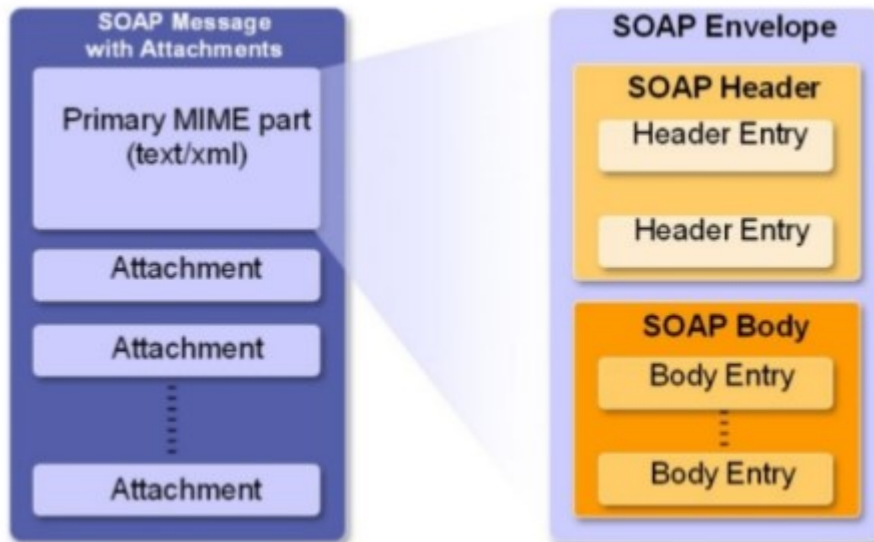 SOAP Message
with Attachments
Primary MIME part
(text/xml)
Attachment
Attachment
Attachment
SOAP Envelope
SOAP Header
Header Entry
Header Entry
SOAP Body
Body Entry
Body Entry